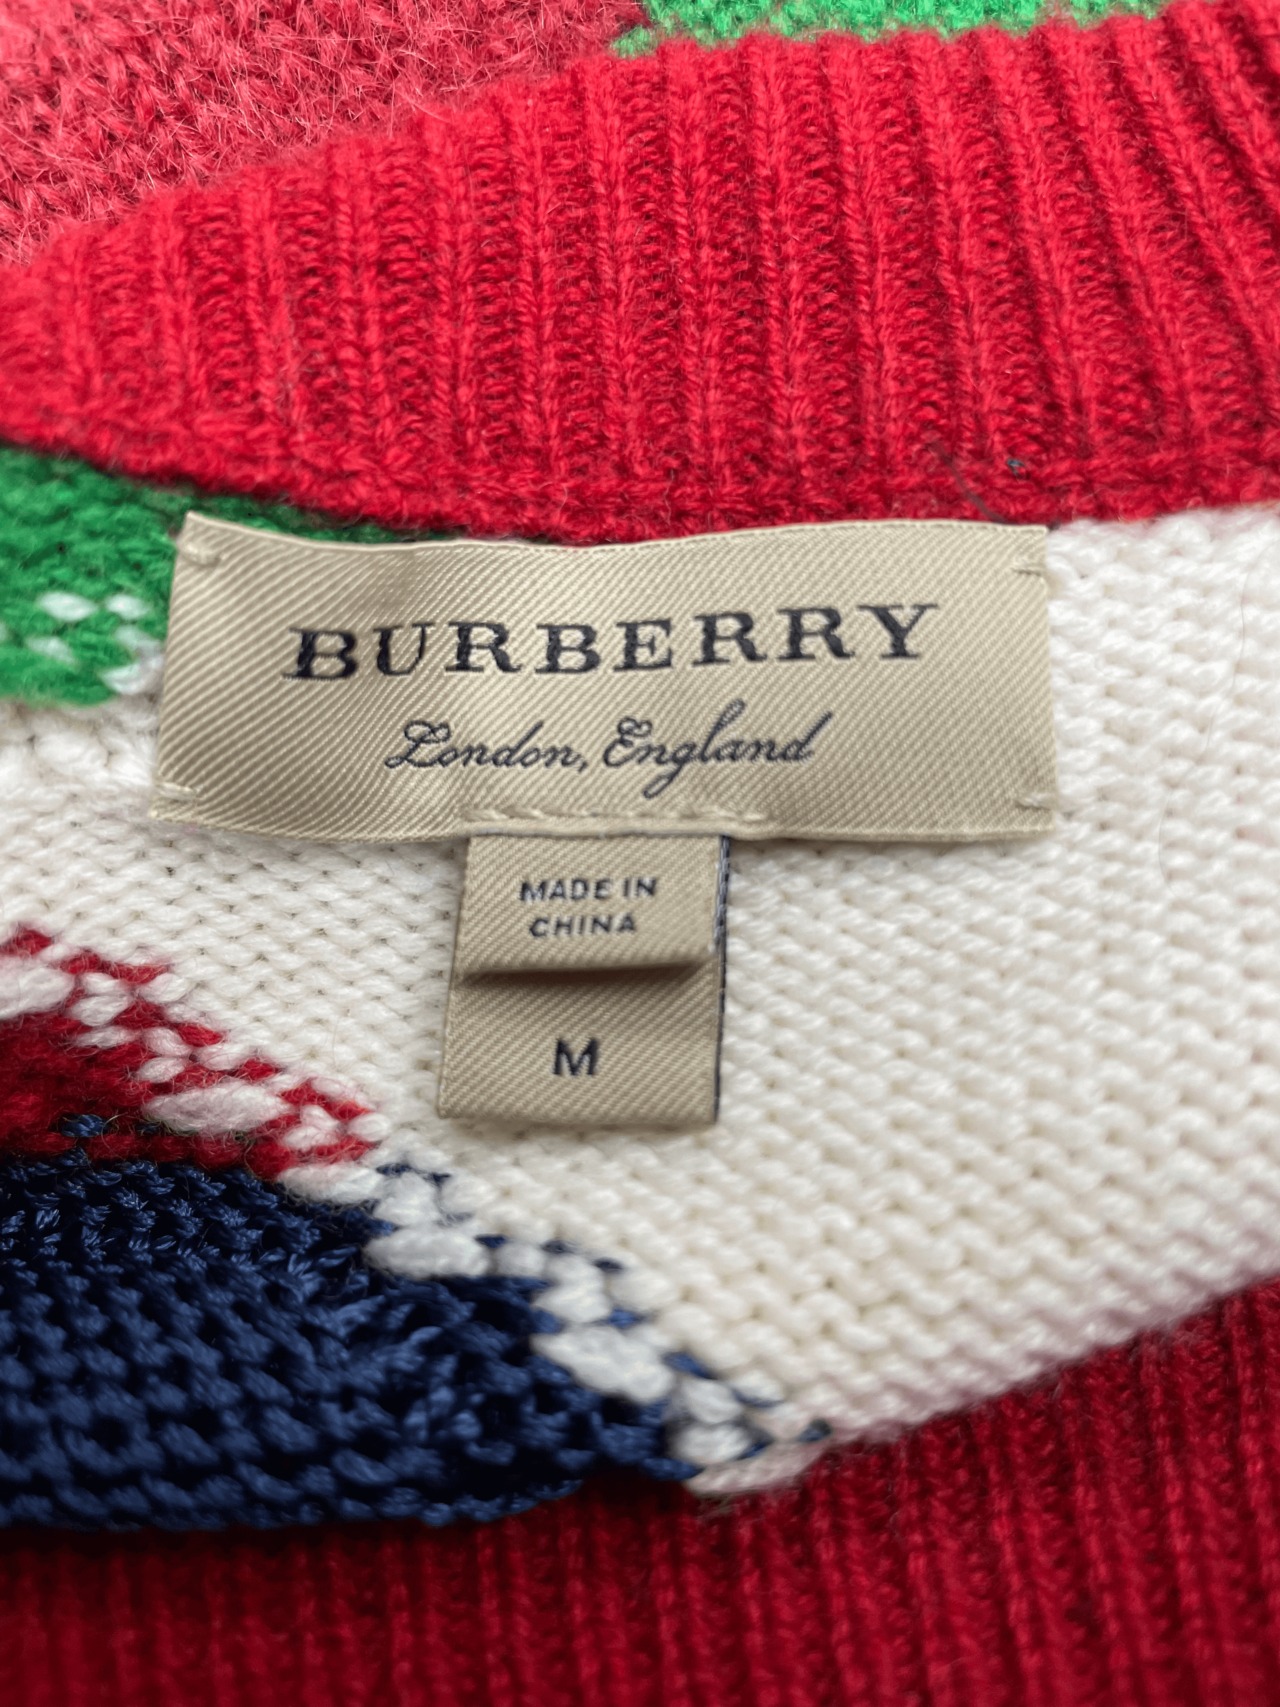 BURBERRY
London, England
MADE IN
CHINA
M